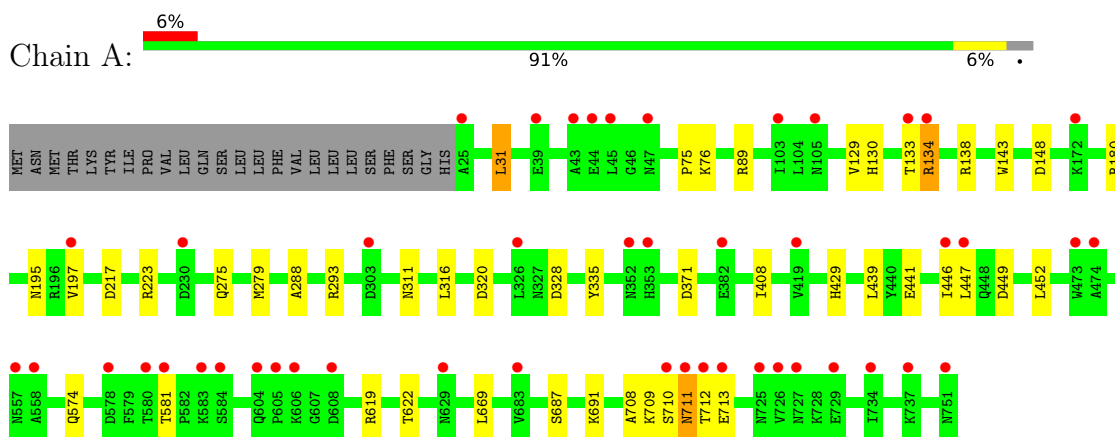 6%
Chain A:
91% 6% •
MET ASN MET THR LYS TYR ILE PRO VAL LEU GLN SER LEU LEU PHE VAL LEU LEU LEU SER PHE SER GLY HIS A25 L31 E39 A43 E44 L45 G46 N47 P75 K76 R89 I103 L104 N105 V129 H130 T133 R134 R138 W143 D148 K172 R180
N195 R196 V197 D217 R223 D230 Q275 M279 A288 R293 D303 N311 L316 D320 L326 N327 D328 Y335 N352 H353 D371 E382 I408 V419 H429 L439 Y440 E441 I446 L447 Q448 D449 L452 W473 A474
N557 A558 Q574 D578 F579 T580 T581 P582 K583 S584 Q604 P605 K606 G607 D608 R619 T622 N629 L669 V683 S687 K691 A708 K709 S710 N711 T712 E713 N725 V726 N727 K728 E729 I734 K737 N751